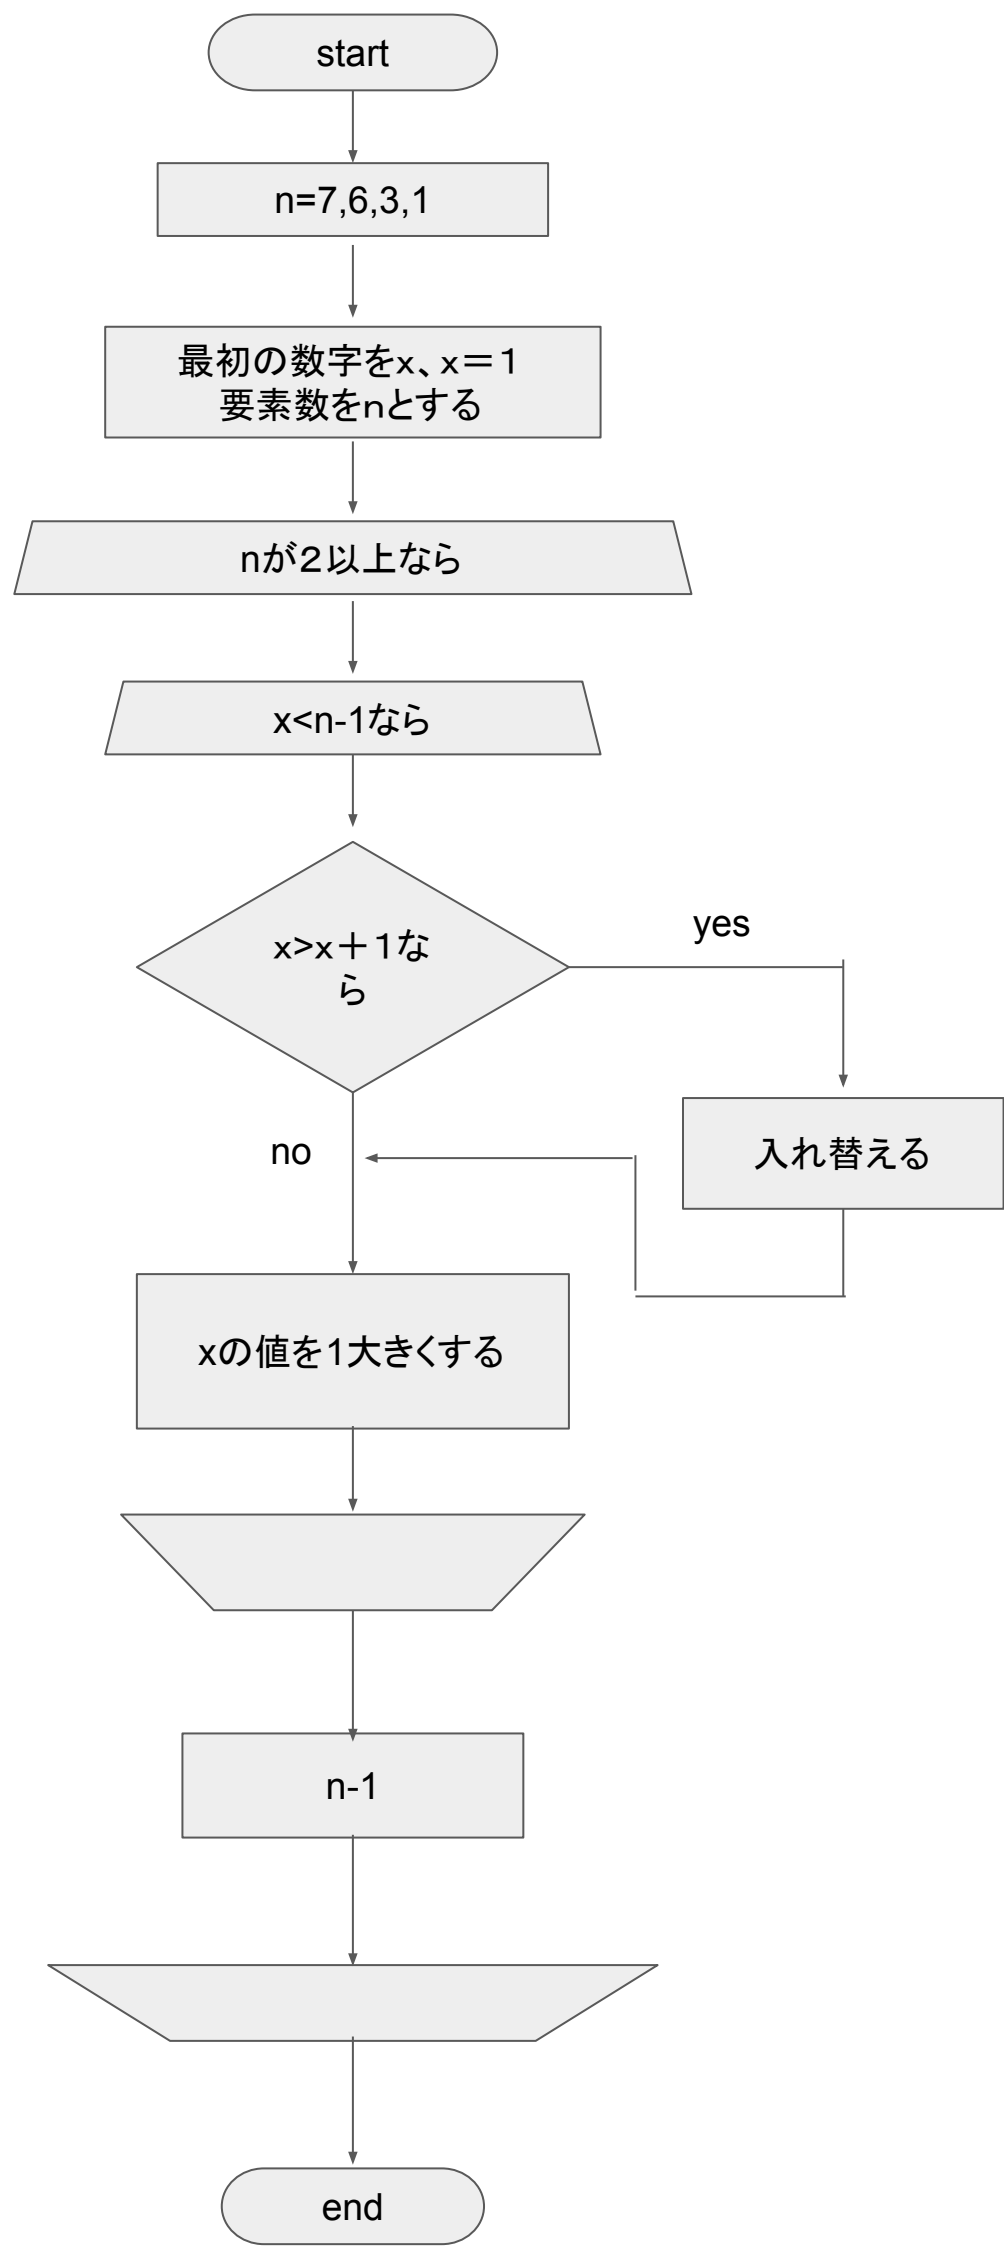 start
n=7,6,3,1
最初の数字をx、x＝１
要素数をnとする
nが２以上なら
x<n-1なら
x>x＋１な
ら
yes
no
入れ替える
xの値を1大きくする
n-1
end